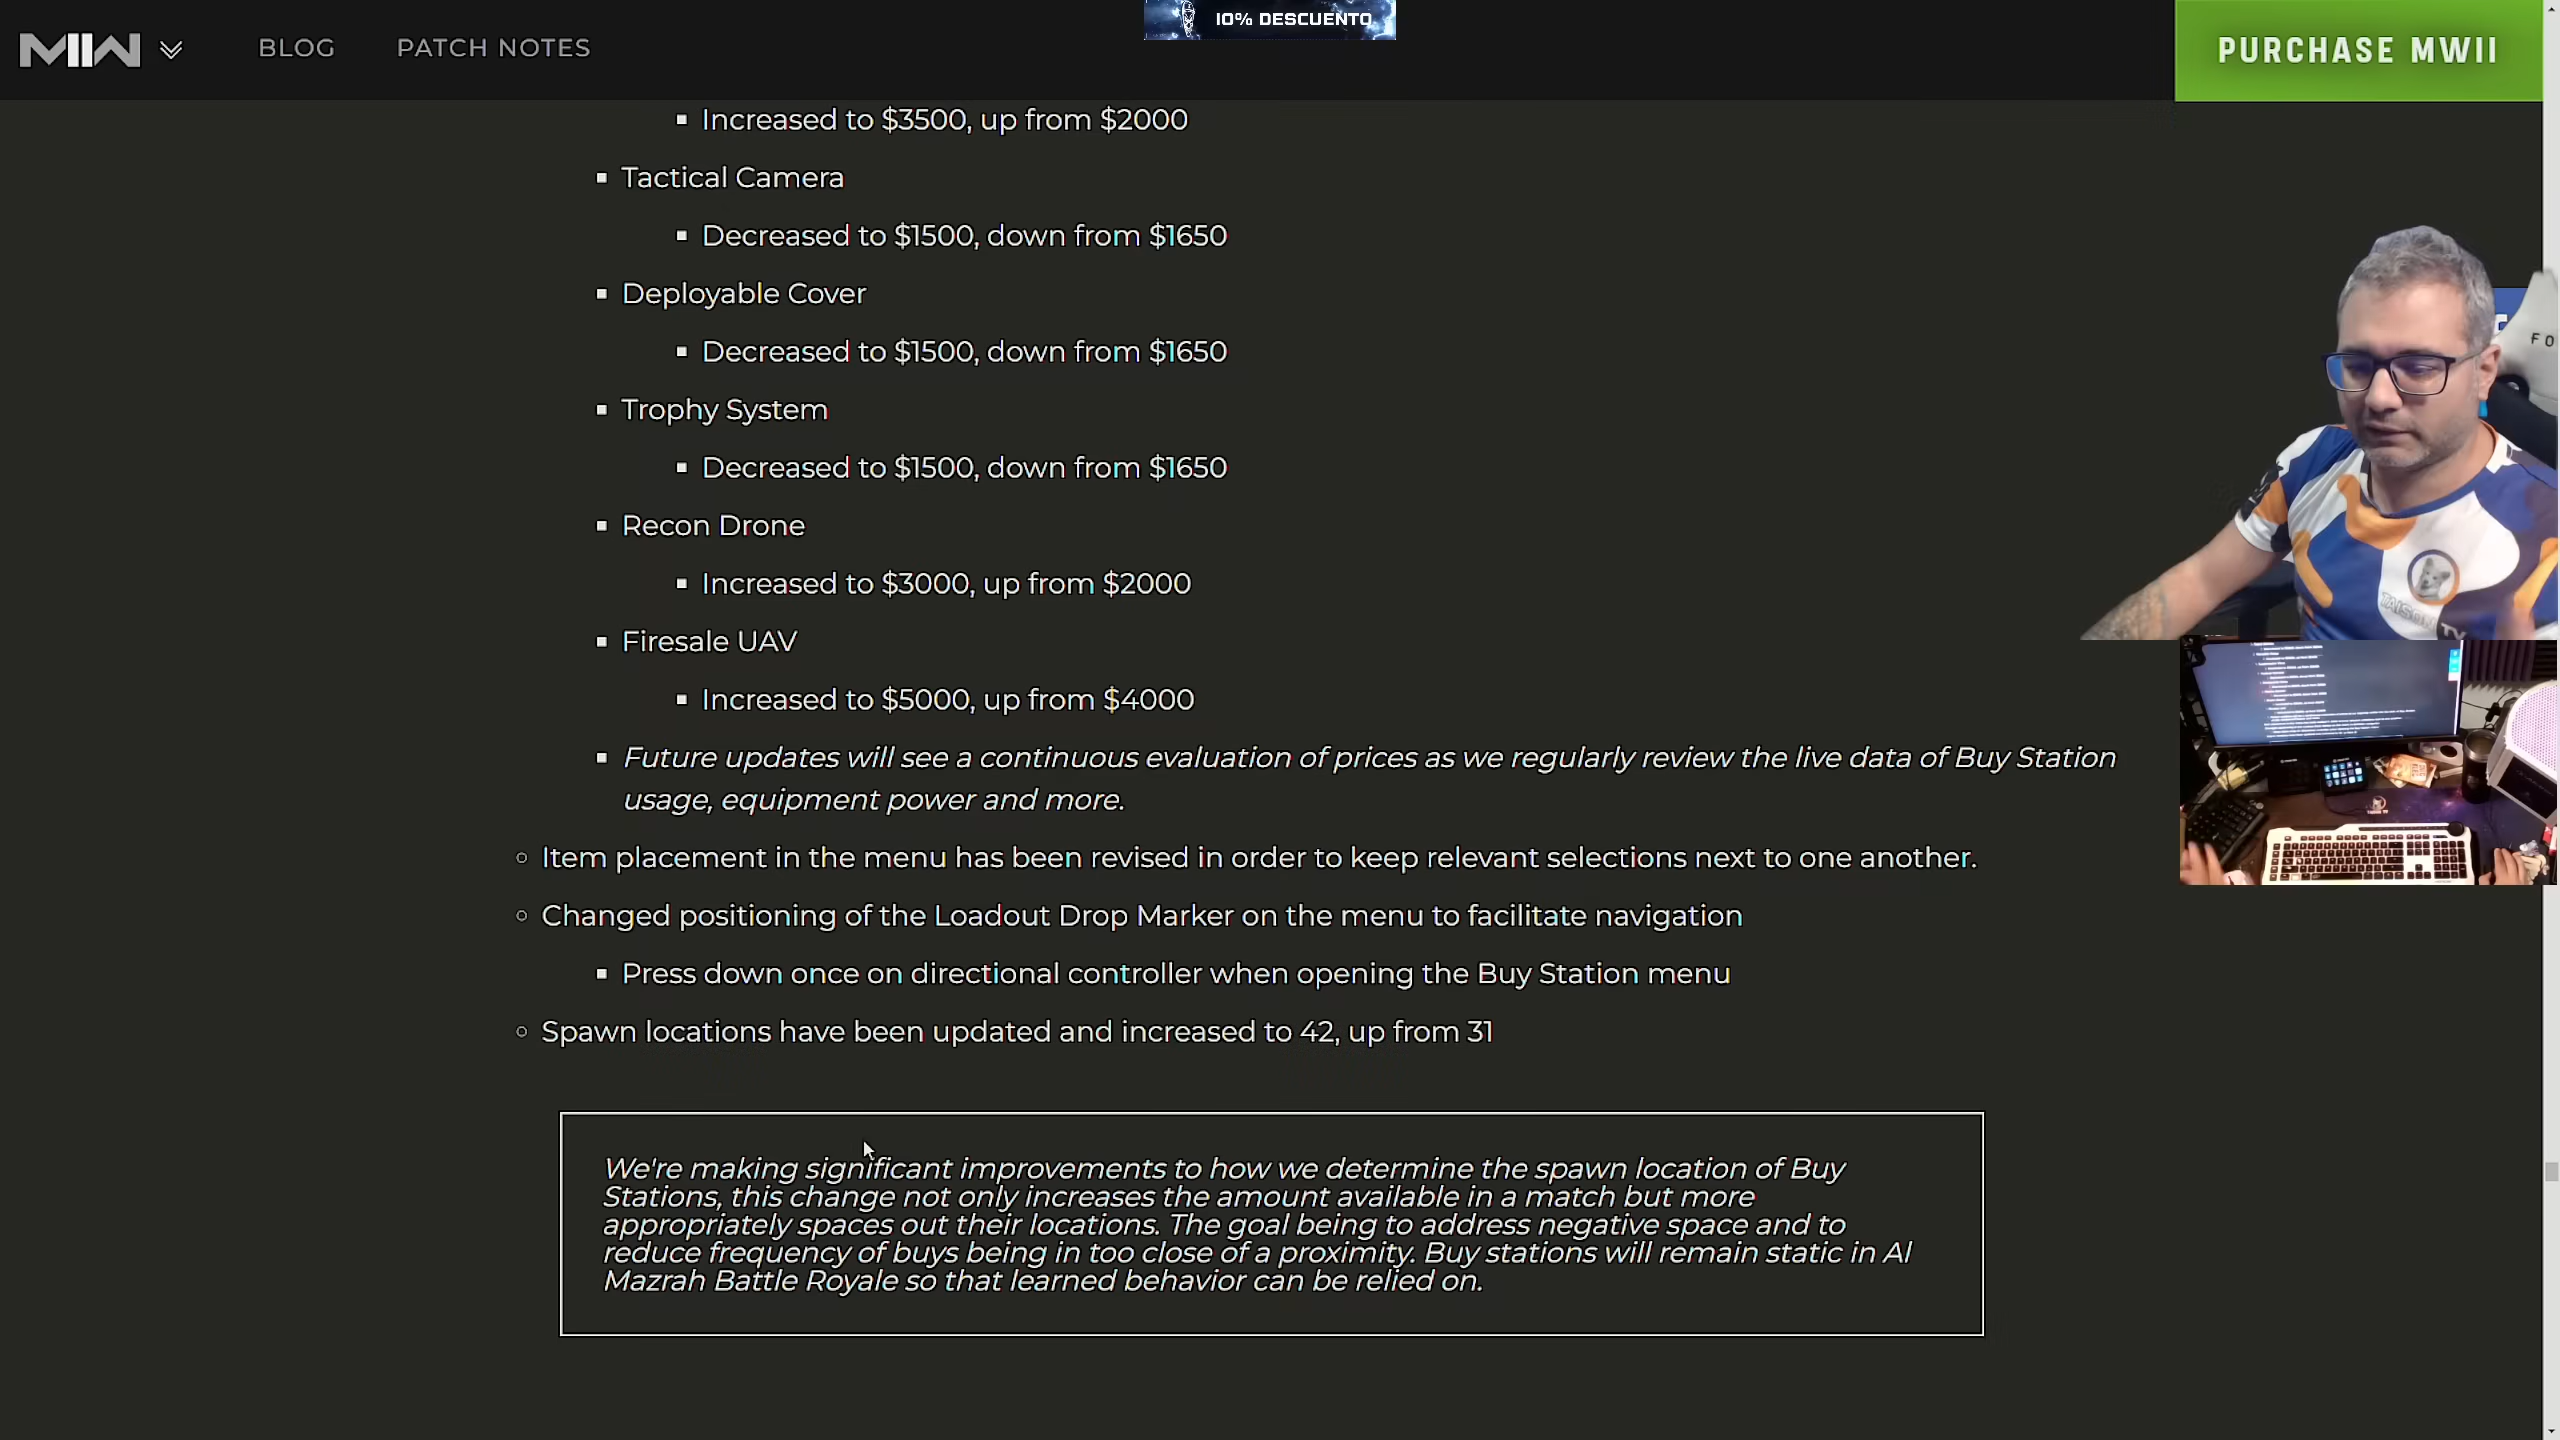 MIIW
BLOG
PATCH NOTES
10% DESCUENTO
PURCHASE MWII
Increased to $3500, up from $2000
Tactical Camera
Decreased to $1500, down from $1650
Deployable Cover
Decreased to $1500, down from $1650
Trophy System
Decreased to $1500, down from $1650
Recon Drone
Increased to $3000, up from $2000
Firesale UAV
Increased to $5000, up from $4000
Future updates will see a continuous evaluation of prices as we regularly review the live data of Buy Station
usage, equipment power and more.
Item placement in the menu has been revised in order to keep relevant selections next to one another.
Changed positioning of the Loadout Drop Marker on the menu to facilitate navigation
Press down once on directional controller when opening the Buy Station menu
Spawn locations have been updated and increased to 42, up from 31
We're making significant improvements to how we determine the spawn location of Buy
Stations, this change not only increases the amount available in a match but more
appropriately spaces out their locations. The goal being to address negative space and to
reduce frequency of buys being in too close of a proximity. Buy stations will remain static in Al
Mazrah Battle Royale so that learned behavior can be relied on.
FO
TAISON TV